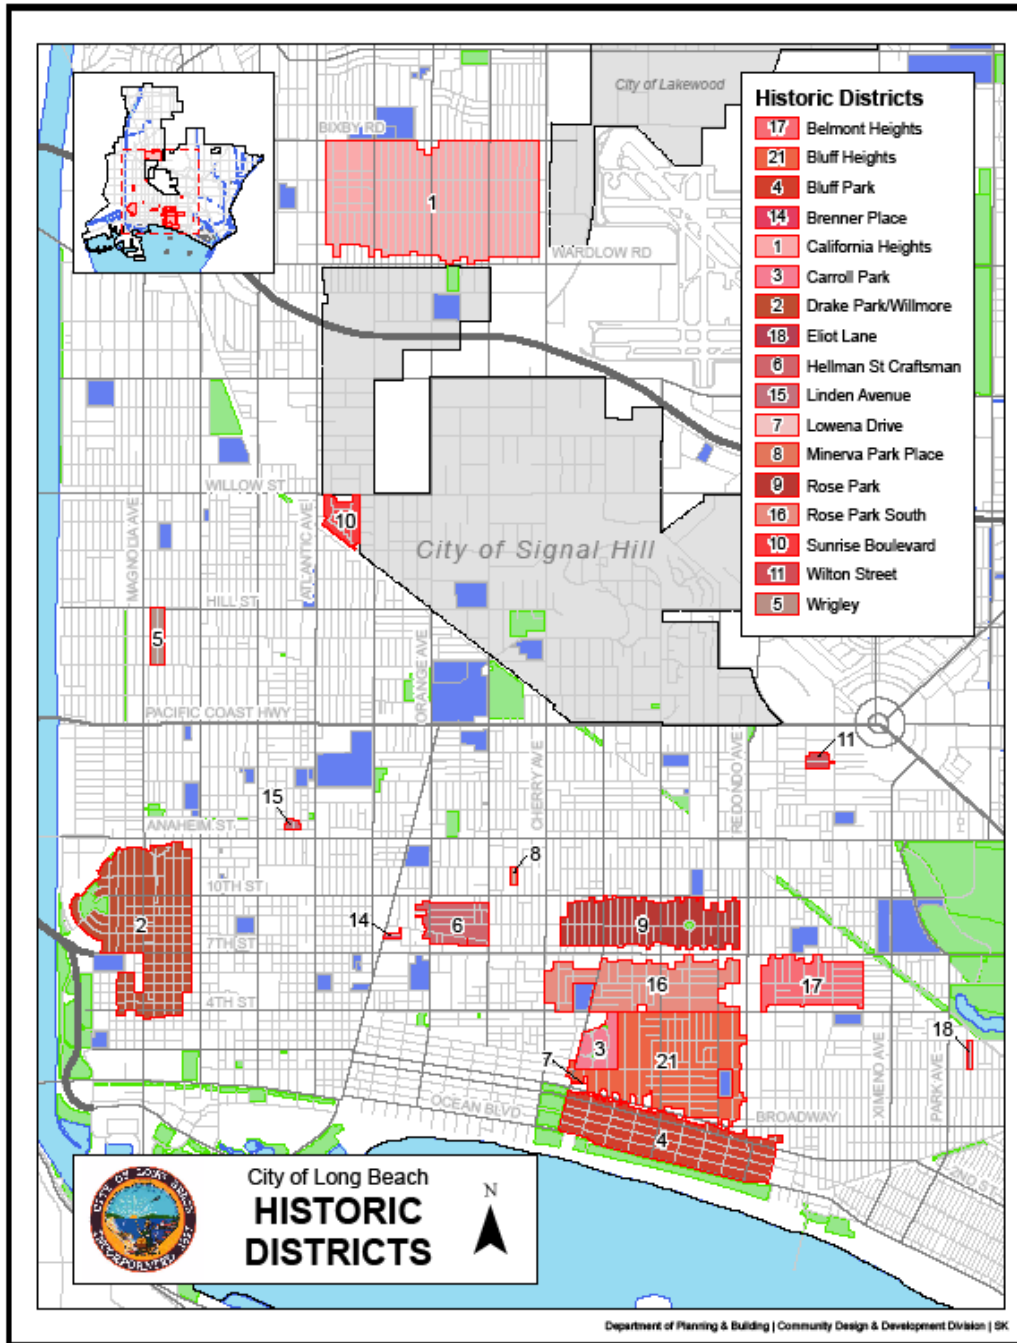 City of Lakewood
Historic Districts
17 Belmont Heights
21 Bluff Heights
4 Bluff Park
14 Brenner Place
1 California Heights
3 Carroll Park
2 Drake Park/Willmore
18 Eliot Lane
6 Hellman St Craftsman
15 Linden Avenue
7 Lowena Drive
8 Minerva Park Place
9 Rose Park
16 Rose Park South
10 Sunrise Boulevard
11 Wilton Street
5 Wrigley
BIXBY RD
1
WARDLOW RD
WILLOW ST
MAGNOLIA AVE
ATLANTIC AVE
10
City of Signal Hill
HILL ST
5
ORANGE AVE
PACIFIC COAST HWY
CHERRY AVE
REDONDO AVE
11
15
ANAHEIM ST
8
10TH ST
2
14
6
9
7TH ST
16
17
4TH ST
18
3
7
21
XIMENO AVE
PARK AVE
OCEAN BLVD
BROADWAY
4
2ND ST
CITY OF LONG BEACH
INCORPORATED 1897
City of Long Beach
HISTORIC
DISTRICTS
N
Department of Planning & Building | Community Design & Development Division | SK